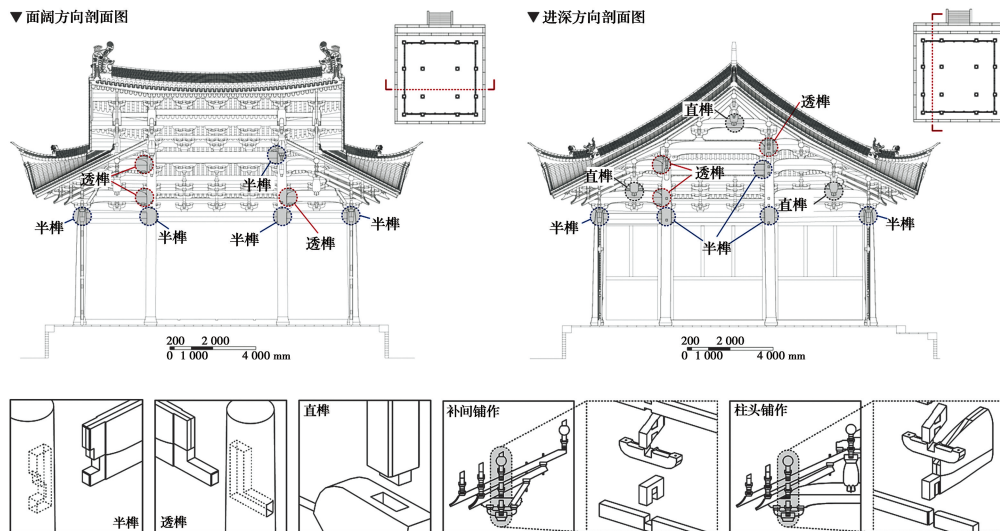 ▼面阔方向剖面图
透榫
半榫
半榫
半榫
半榫
透榫
半榫
200 2 000
0 1 000 4 000 mm
▼进深方向剖面图
直榫
透榫
直榫
透榫
直榫
半榫
半榫
半榫
200 2 000
0 1 000 4 000 mm
半榫
透榫
直榫
补间铺作
柱头铺作